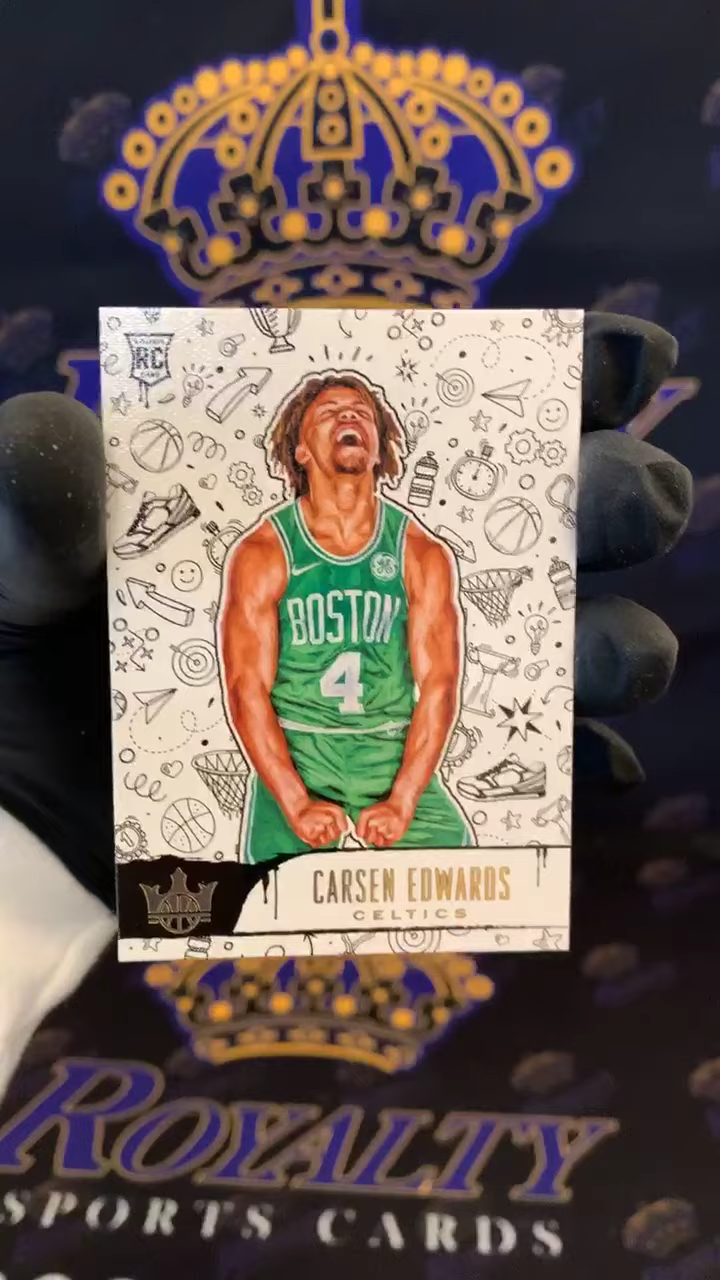 RC
BOSTON
4
CARSEN EDWARDS
CELTICS
ROYALTY
SPORTS CARDS